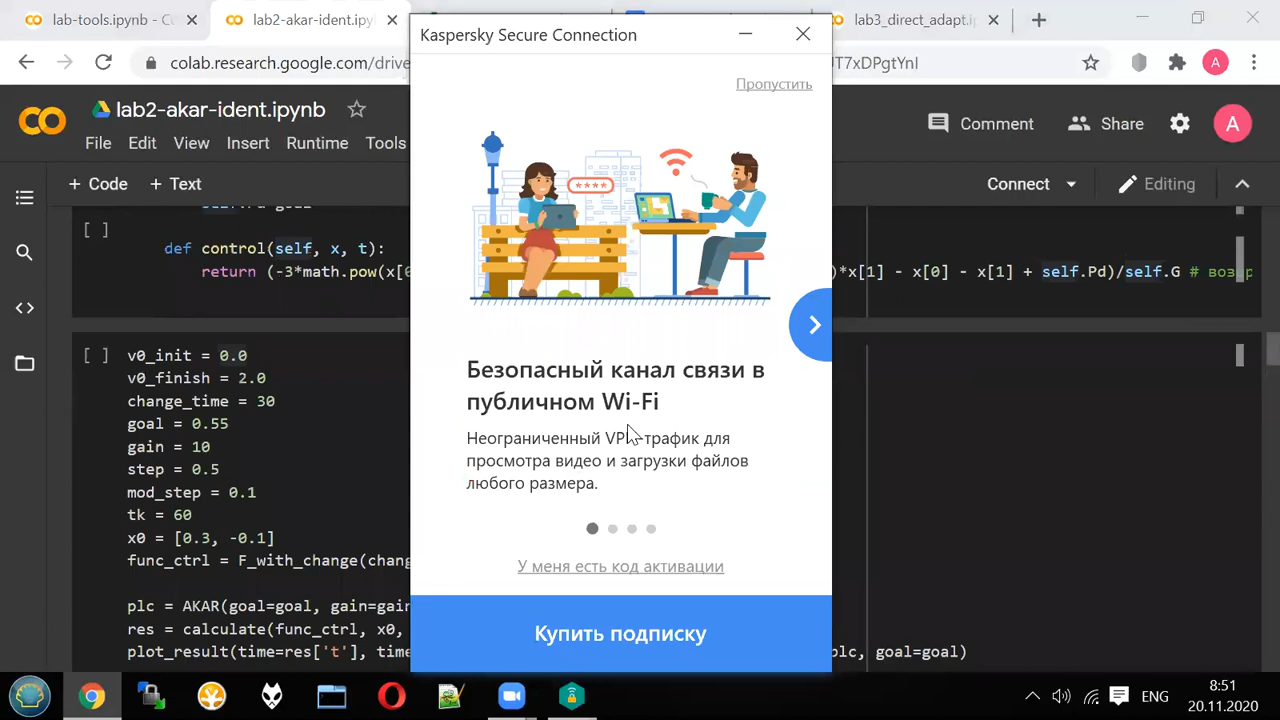 lab-tools.ipynb
lab2-akar-ident.ipy
lab3_direct_adapt.i
Kaspersky Secure Connection
colab.research.google.com/drive
UT7xDPgtYnI
A
Пропустить
lab2-akar-ident.ipynb
File Edit View Insert Runtime Tools
Comment
Share
A
+ Code + Text
Connect
Editing
****
[ ]
def control(self, x, t):
return (-3*math.pow(x[0
)*x[1] - x[0] - x[1] + self.Pd)/self.G # возвр
[ ]
v0_init = 0.0
v0_finish = 2.0
change_time = 30
goal = 0.55
gain = 10
step = 0.5
mod_step = 0.1
tk = 60
x0 = [0.3, -0.1]
func_ctrl = F_with_change(chang
plc = AKAR(goal=goal, gain=gain
res = calculate(func_ctrl, x0,
plot_result(time=res['t'], time
plc, goal=goal)
Безопасный канал связи в
публичном Wi-Fi
Неограниченный VPN-трафик для
просмотра видео и загрузки файлов
любого размера.
У меня есть код активации
Купить подписку
ENG
8:51
20.11.2020